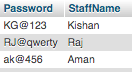 Password StaffName
KG@123 Kishan
RJ@qwerty Raj
ak@456 Aman